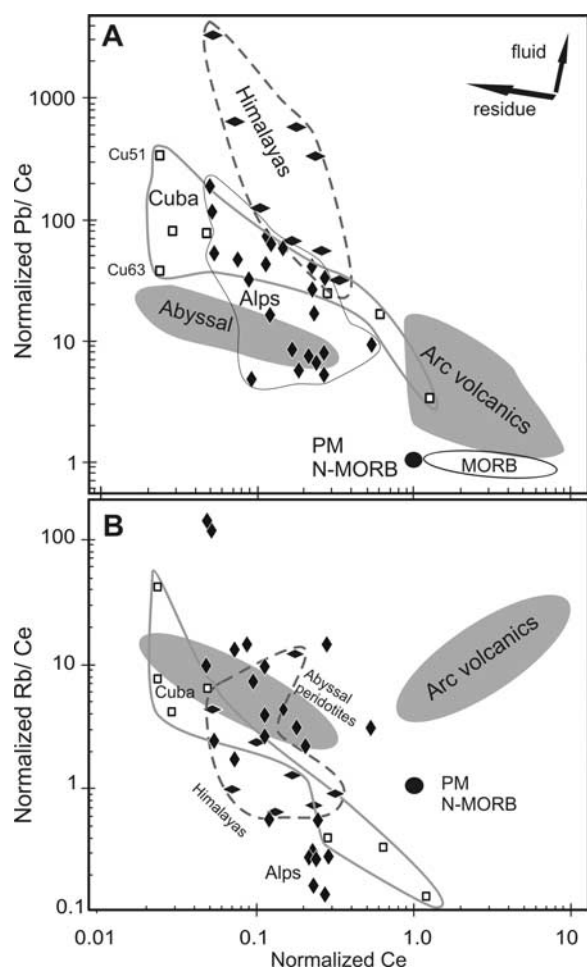 A
fluid
residue
1000
Himalayas
Cu51
Cuba
100
Normalized Pb/ Ce
Cu63
Alps
Abyssal
10
Arc volcanics
PM
N-MORB
MORB
1
B
100
Normalized Rb/ Ce
Arc volcanics
10
Cuba
Abyssal
peridotites
PM
N-MORB
1
Himalayas
Alps
0.1
0.01
0.1
1.0
10
Normalized Ce